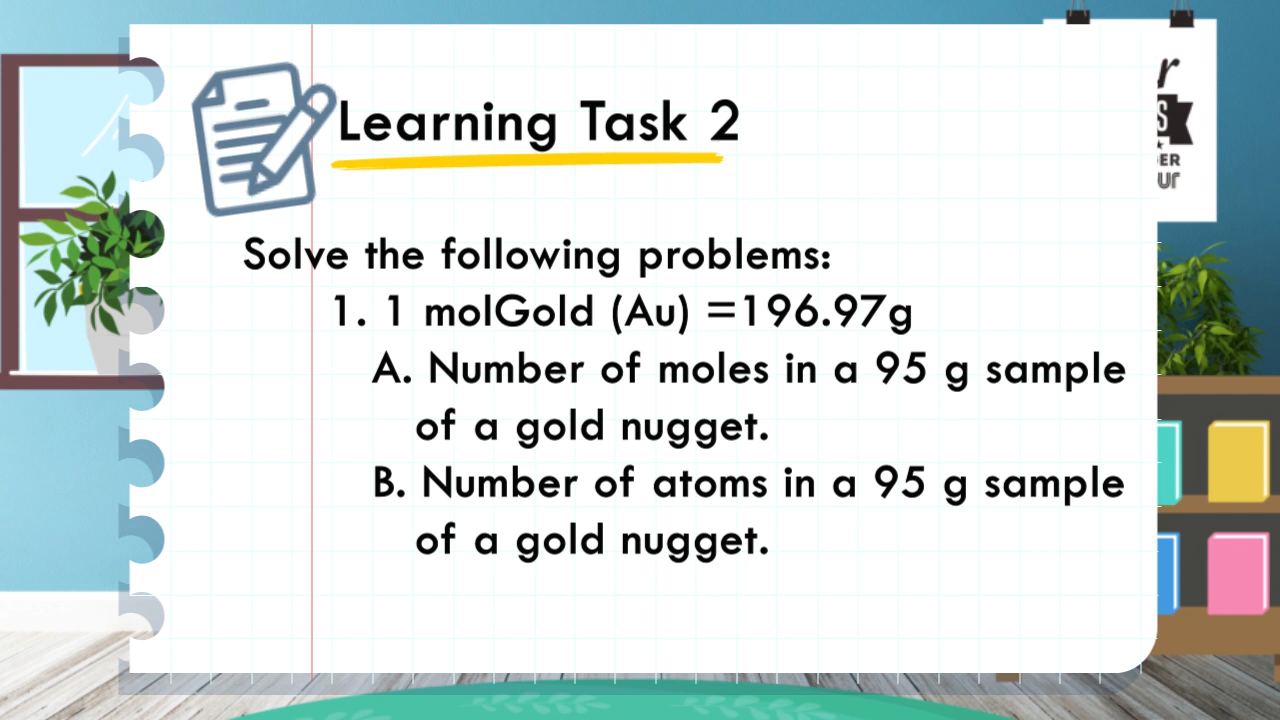 Learning Task 2
Solve the following problems:
1. 1 molGold (Au) =196.97g
A. Number of moles in a 95 g sample
of a gold nugget.
B. Number of atoms in a 95 g sample
of a gold nugget.